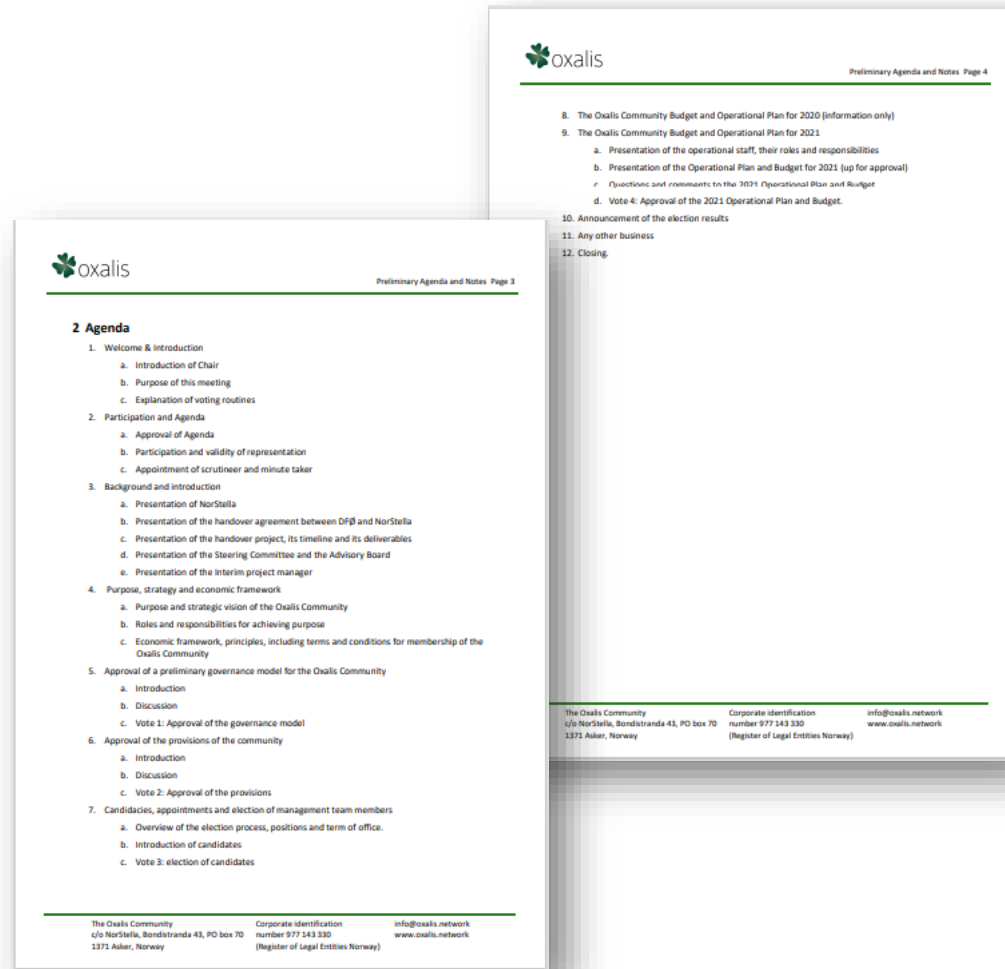 oxalis
Preliminary Agenda and Notes Page 3
2 Agenda
1. Welcome & Introduction
a. Introduction of Chair
b. Purpose of this meeting
c. Explanation of voting routines
2. Participation and Agenda
a. Approval of Agenda
b. Participation and validity of representation
c. Appointment of scrutineer and minute taker
3. Background and introduction
a. Presentation of NorStella
b. Presentation of the handover agreement between DFØ and NorStella
c. Presentation of the handover project, its timeline and its deliverables
d. Presentation of the Steering Committee and the Advisory Board
e. Presentation of the Interim project manager
4. Purpose, strategy and economic framework
a. Purpose and strategic vision of the Oxalis Community
b. Roles and responsibilities for achieving purpose
c. Economic framework, principles, including terms and conditions for membership of the
Oxalis Community
5. Approval of a preliminary governance model for the Oxalis Community
a. Introduction
b. Discussion
c. Vote 1: Approval of the governance model
6. Approval of the provisions of the community
a. Introduction
b. Discussion
c. Vote 2: Approval of the provisions
7. Candidacies, appointments and election of management team members
a. Overview of the election process, positions and term of office.
b. Introduction of candidates
c. Vote 3: election of candidates
The Oxalis Community
c/o NorStella, Bondistranda 43, PO box 70
1371 Asker, Norway
Corporate identification
number 977 143 330
(Register of Legal Entities Norway)
info@oxalis.network
www.oxalis.network
oxalis
Preliminary Agenda and Notes Page 4
8. The Oxalis Community Budget and Operational Plan for 2020 (information only)
9. The Oxalis Community Budget and Operational Plan for 2021
a. Presentation of the operational staff, their roles and responsibilities
b. Presentation of the Operational Plan and Budget for 2021 (up for approval)
c. Questions and comments to the 2021 Operational Plan and Budget
d. Vote 4: Approval of the 2021 Operational Plan and Budget.
10. Announcement of the election results
11. Any other business
12. Closing.
The Oxalis Community
c/o NorStella, Bondistranda 43, PO box 70
1371 Asker, Norway
Corporate identification
number 977 143 330
(Register of Legal Entities Norway)
info@oxalis.network
www.oxalis.network